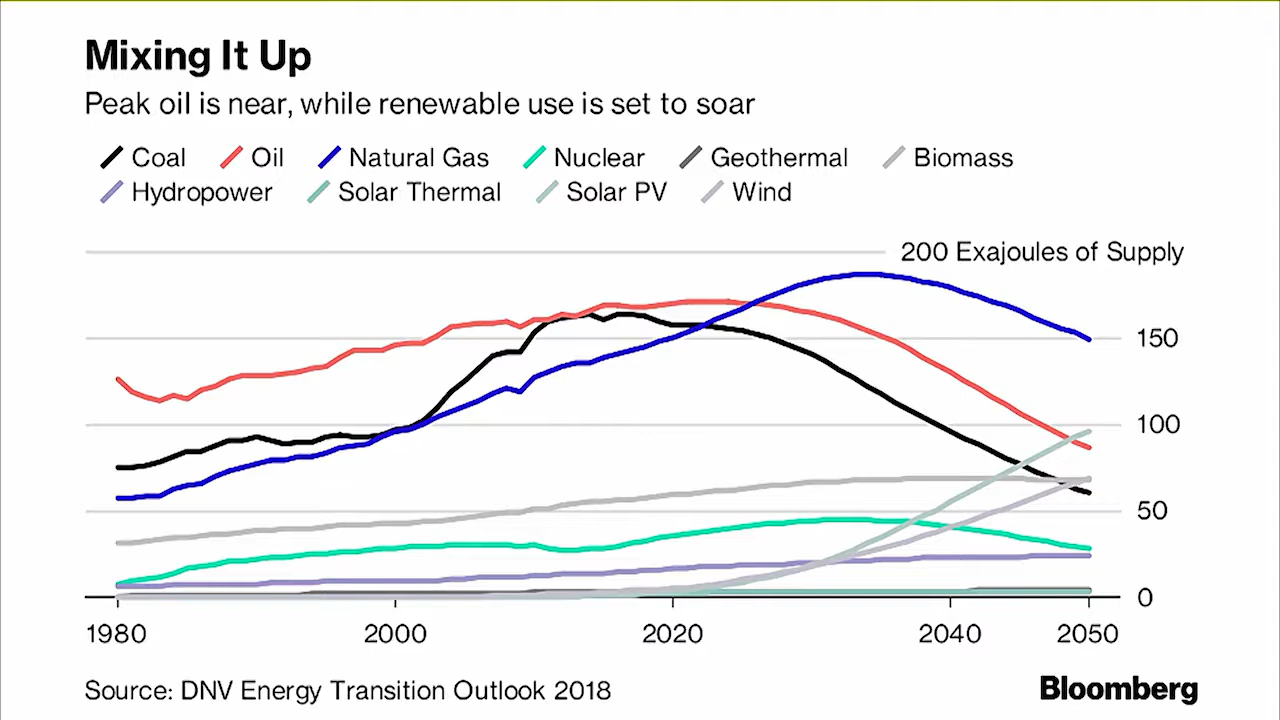 Mixing It Up
Peak oil is near, while renewable use is set to soar
Coal Oil Natural Gas Nuclear Geothermal Biomass
Hydropower Solar Thermal Solar PV Wind
200 Exajoules of Supply
150
100
50
0
1980 2000 2020 2040 2050
Source: DNV Energy Transition Outlook 2018
Bloomberg